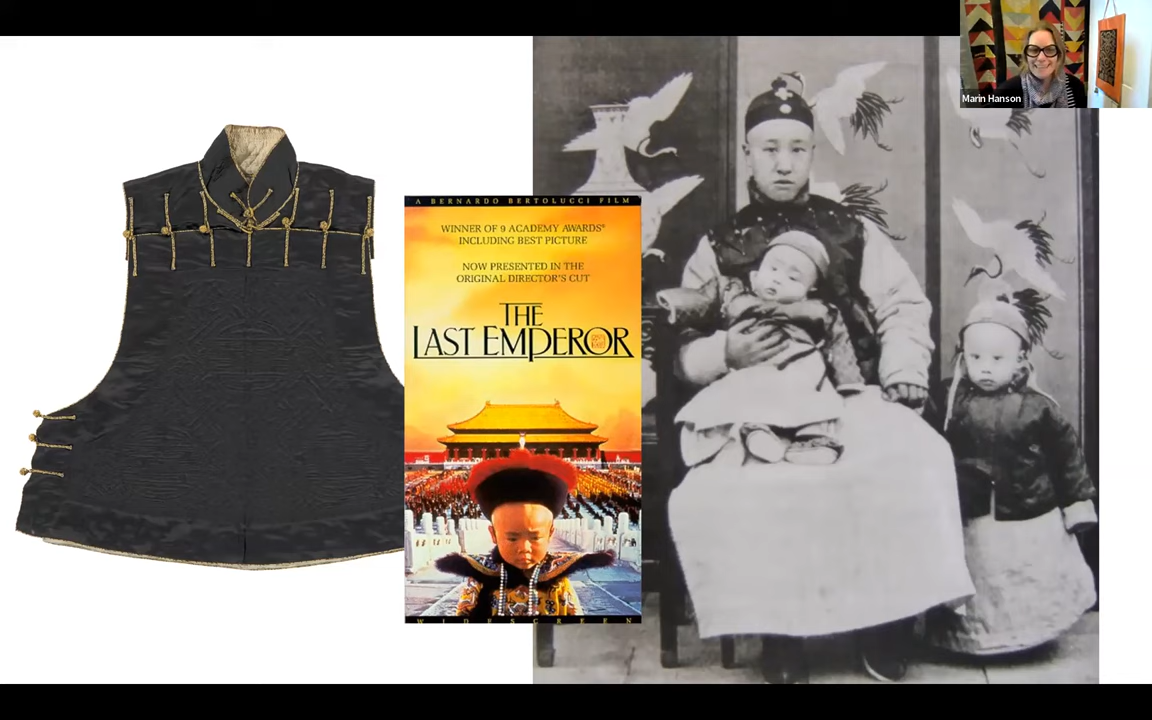 Marin Hanson
A BERNARDO BERTOLUCCI FILM
WINNER OF 9 ACADEMY AWARDS®
INCLUDING BEST PICTURE
NOW PRESENTED IN THE
ORIGINAL DIRECTOR'S CUT
THE
LAST EMPEROR
WIDESCREEN